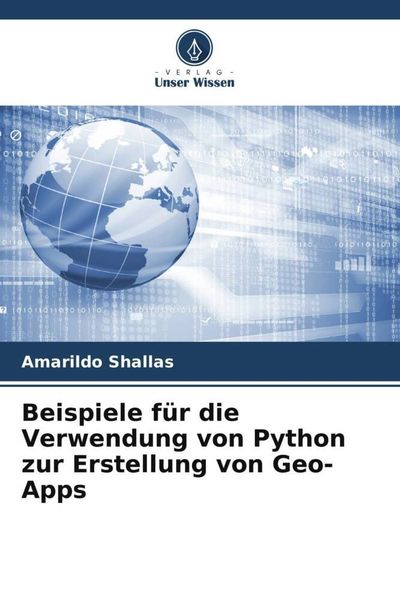 - VERLAG -
Unser Wissen
Amarildo Shallas
Beispiele für die
Verwendung von Python
zur Erstellung von Geo-
Apps